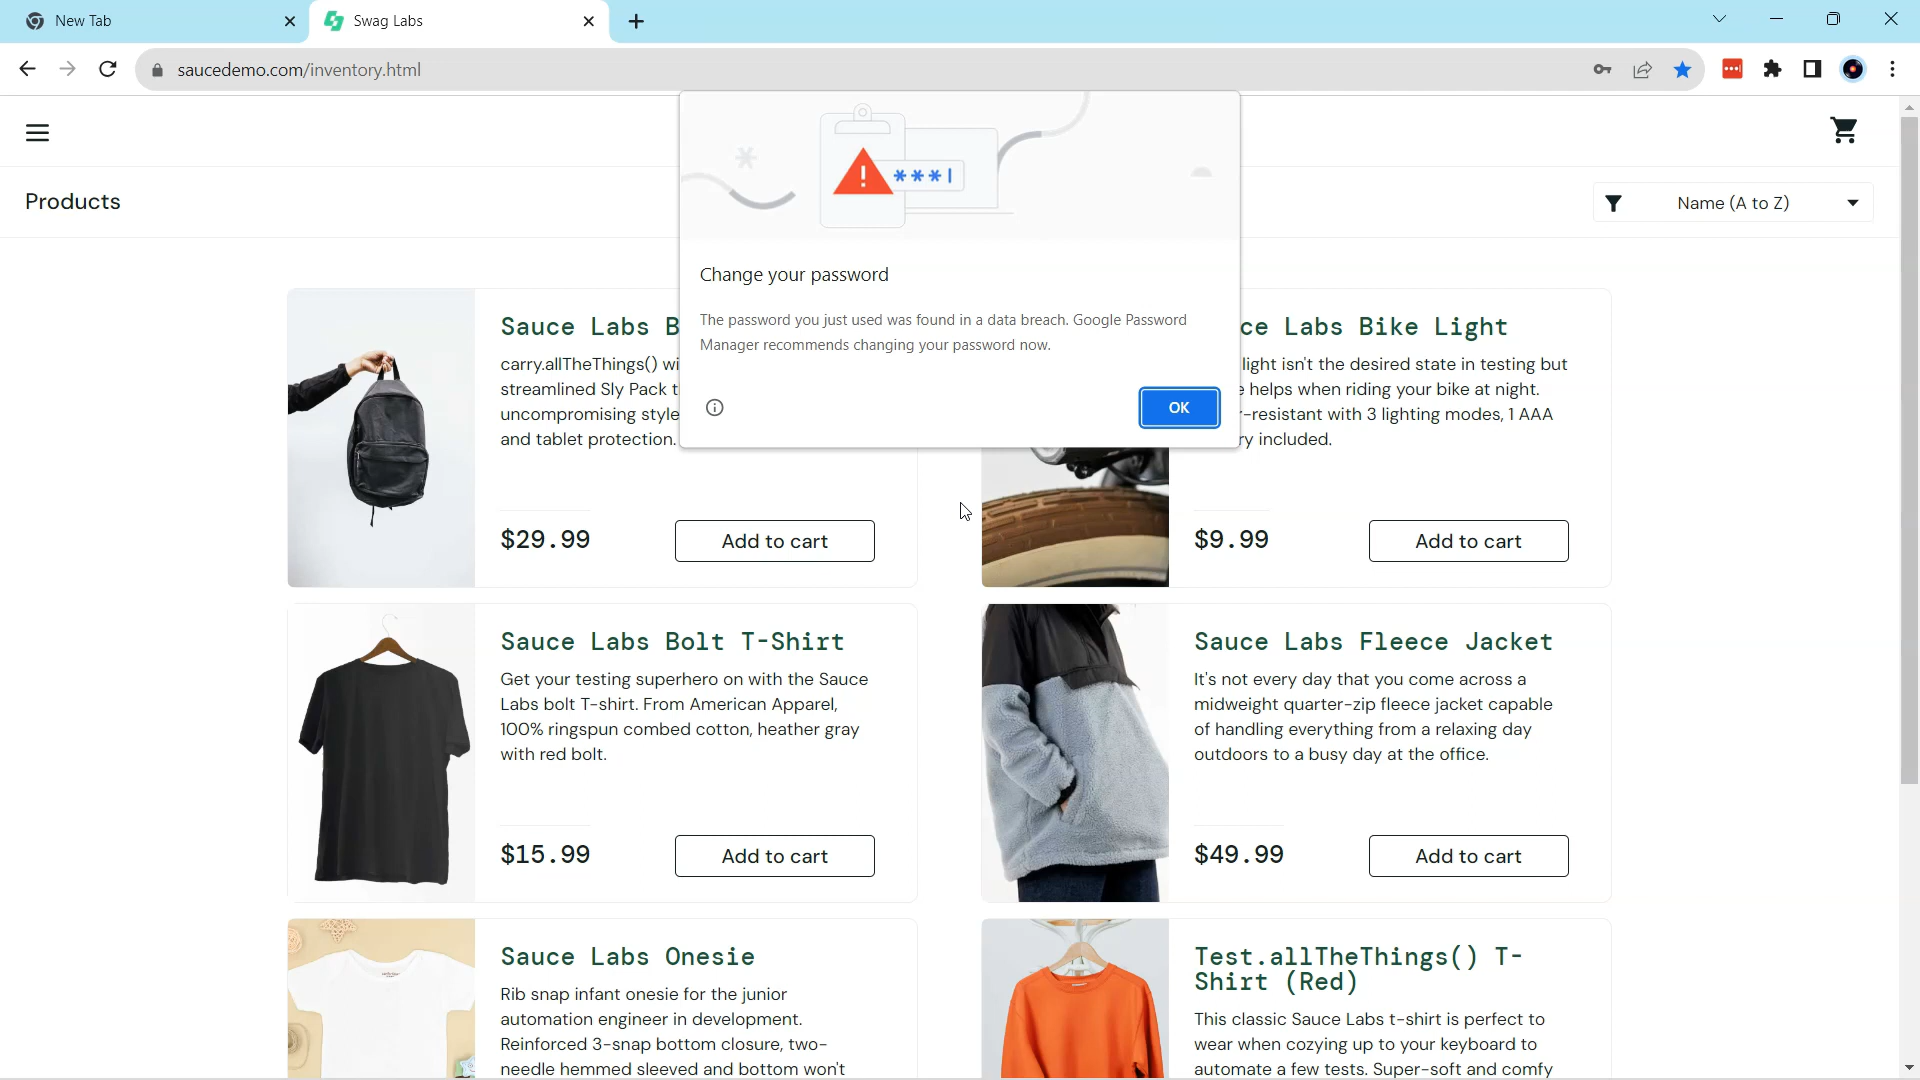 New Tab
Swag Labs
saucedemo.com/inventory.html
Products
Name (A to Z)
***|
Change your password
The password you just used was found in a data breach. Google Password
Manager recommends changing your password now.
OK
Sauce Labs B
carry.allTheThings() wi
streamlined Sly Pack t
uncompromising style
and tablet protection.
$29.99
Add to cart
ce Labs Bike Light
light isn't the desired state in testing but
helps when riding your bike at night.
-resistant with 3 lighting modes, 1 AAA
ry included.
$9.99
Add to cart
Sauce Labs Bolt T-Shirt
Get your testing superhero on with the Sauce
Labs bolt T-shirt. From American Apparel,
100% ringspun combed cotton, heather gray
with red bolt.
$15.99
Add to cart
Sauce Labs Fleece Jacket
It's not every day that you come across a
midweight quarter-zip fleece jacket capable
of handling everything from a relaxing day
outdoors to a busy day at the office.
$49.99
Add to cart
Sauce Labs Onesie
Rib snap infant onesie for the junior
automation engineer in development.
Reinforced 3-snap bottom closure, two-
needle hemmed sleeved and bottom won't
Test.allTheThings() T-
Shirt (Red)
This classic Sauce Labs t-shirt is perfect to
wear when cozying up to your keyboard to
automate a few tests. Super-soft and comfy